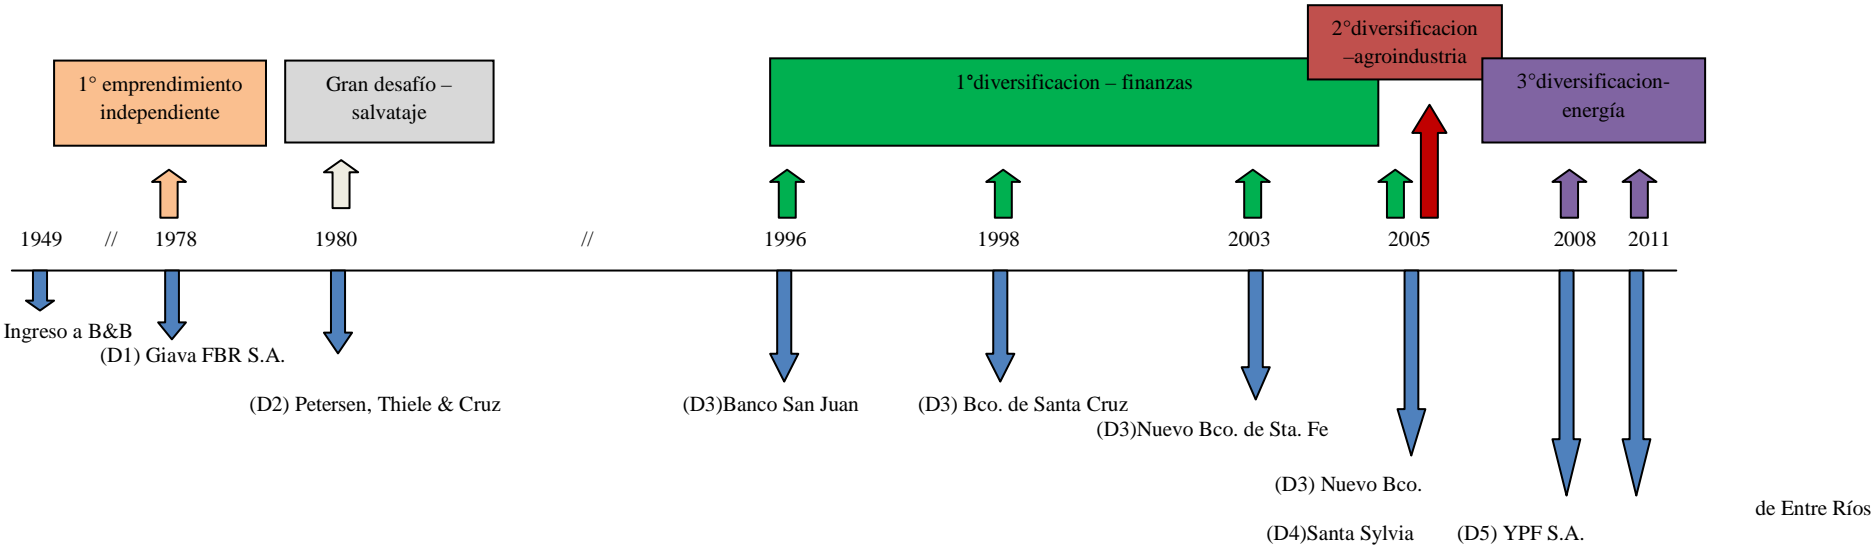 2°diversificacion
–agroindustria
1° emprendimiento
independiente
Gran desafío –
salvataje
1°diversificacion – finanzas
3°diversificacion-
energía
1949 // 1978 1980 // 1996 1998 2003 2005 2008 2011
Ingreso a B&B
(D1) Giava FBR S.A.
(D2) Petersen, Thiele & Cruz
(D3)Banco San Juan
(D3) Bco. de Santa Cruz
(D3)Nuevo Bco. de Sta. Fe
(D3) Nuevo Bco.
de Entre Ríos
(D4)Santa Sylvia
(D5) YPF S.A.